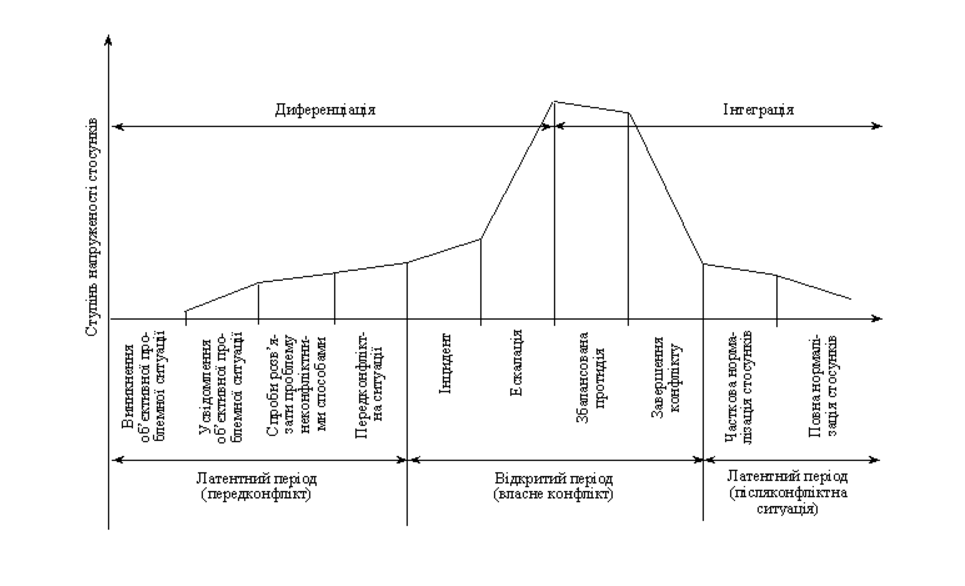 Диференціація
Інтеграція
Ступінь напруженості стосунків
Виникнення
об’єктивної про-
блемної ситуації
Усвідомлення
об’єктивної про-
блемної ситуації
Спроби розв’я-
зати проблему
неконфліктни-
ми способами
Передконфлікт-
на ситуації
Інцидент
Ескалація
Збалансована
протидія
Завершення
конфлікту
Часткова норма-
лізація стосунків
Повна нормалі-
зація стосунків
Латентний період
(передконфлікт)
Відкритий період
(власне конфлікт)
Латентний період
(післяконфліктна
ситуація)